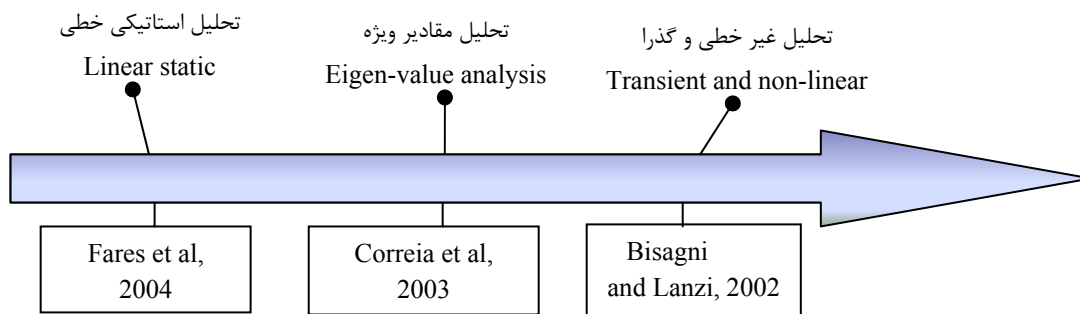 تحلیل استاتیکی خطی
Linear static
تحلیل مقادیر ویژه
Eigen-value analysis
تحلیل غیر خطی و گذرا
Transient and non-linear
Fares et al,
2004
Correia et al,
2003
Bisagni
and Lanzi, 2002